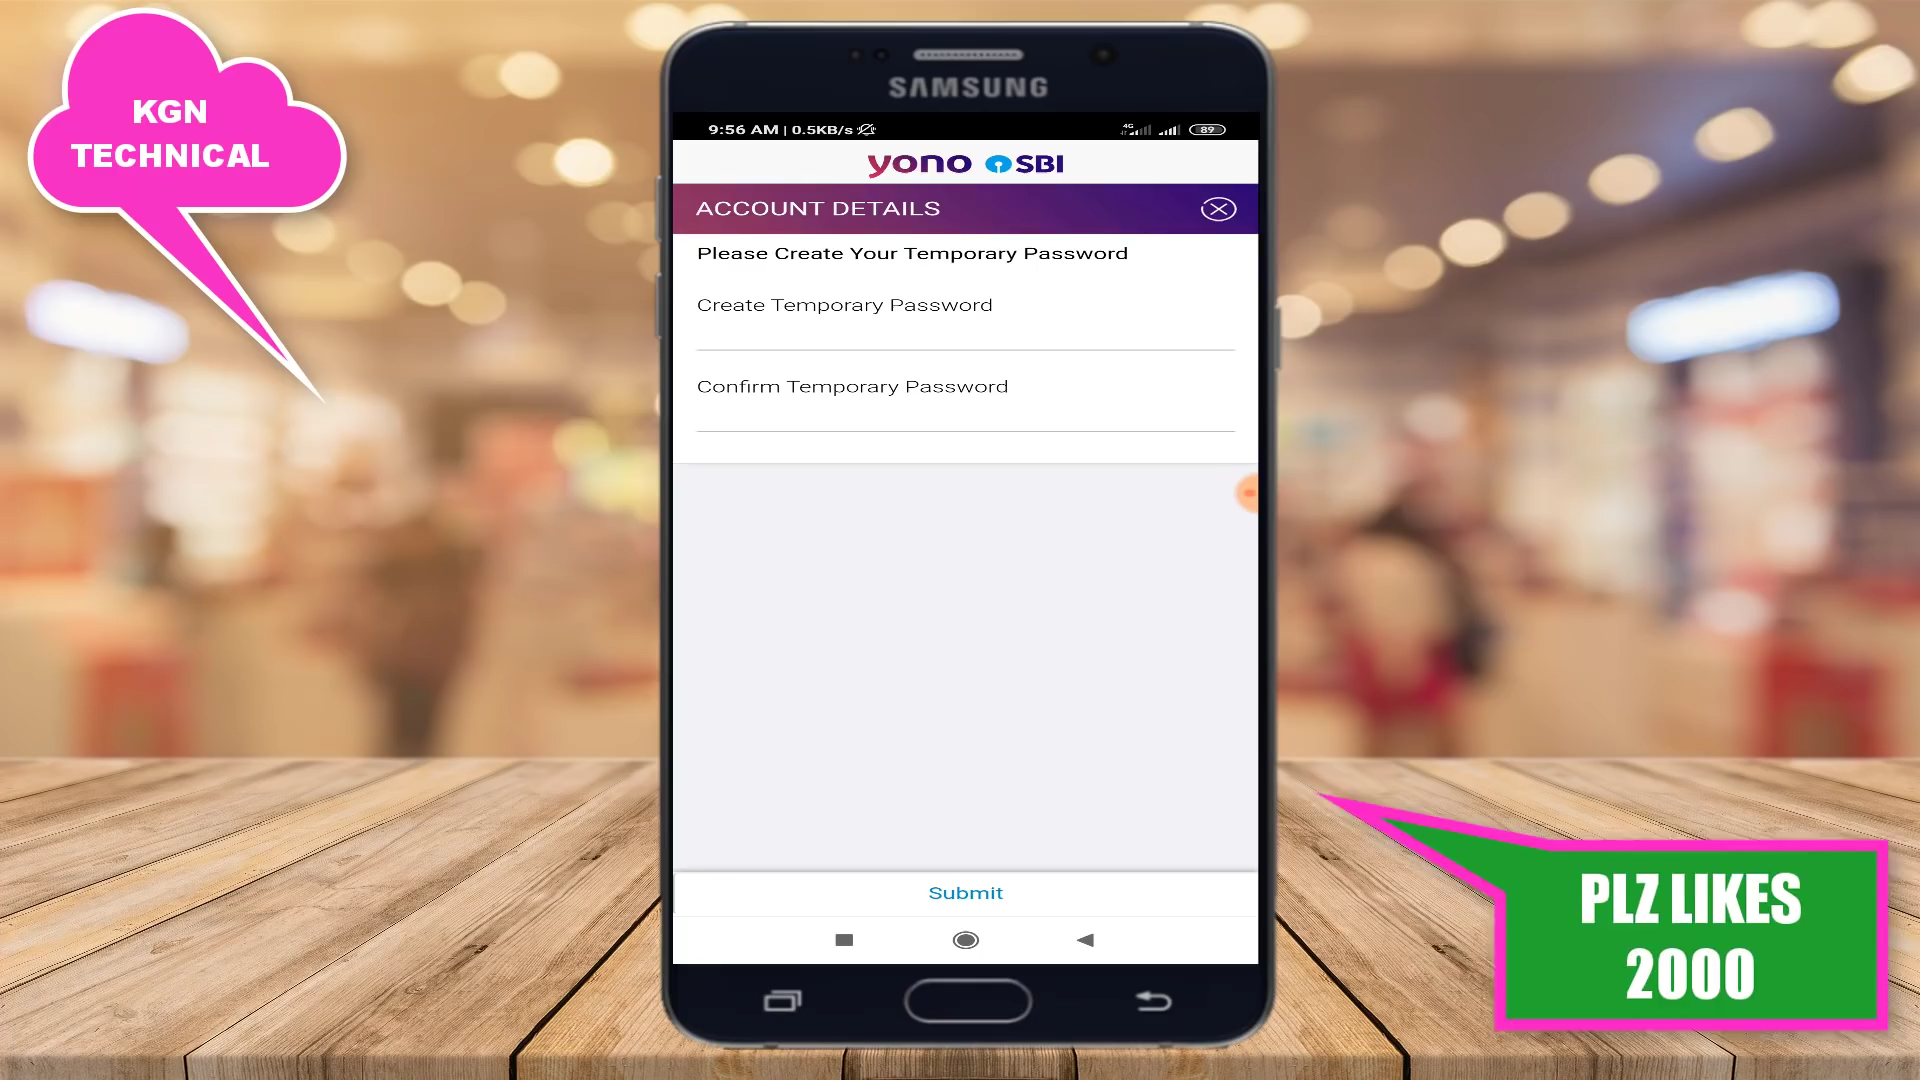 KGN
TECHNICAL
SAMSUNG
9:56 AM | 0.5KB/s
4G
89
yono SBI
ACCOUNT DETAILS
Please Create Your Temporary Password
Create Temporary Password
Confirm Temporary Password
Submit
PLZ LIKES
2000